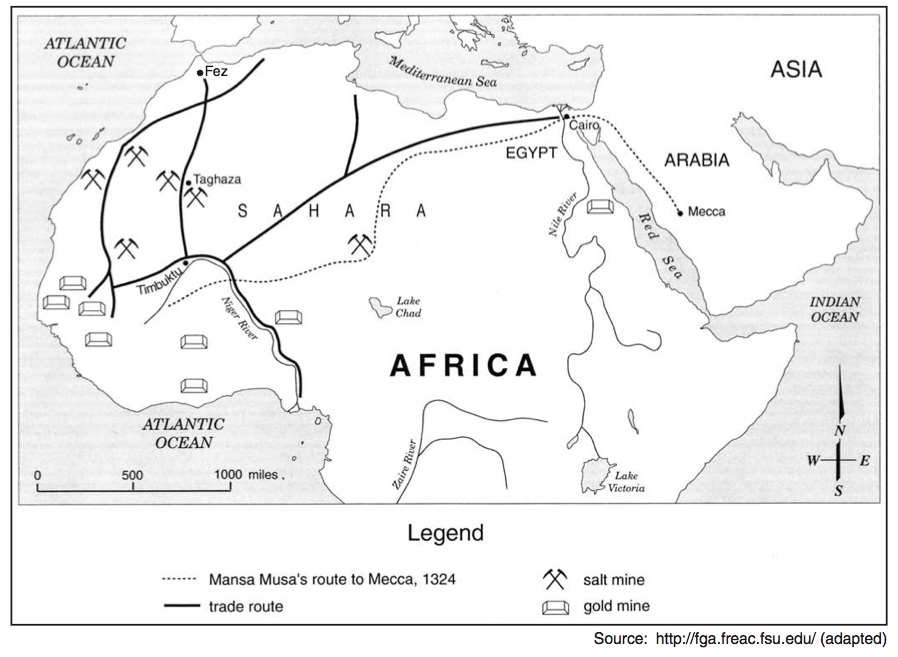 ATLANTIC
OCEAN
Fez
Mediterranean Sea
ASIA
Cairo
EGYPT
ARABIA
Taghaza
SAHARA
Nile River
Mecca
Red Sea
Timbuktu
Niger River
Lake
Chad
INDIAN
OCEAN
AFRICA
ATLANTIC
OCEAN
N
W E
S
0 500 1000 miles .
Zaire River
Lake
Victoria
Legend
Mansa Musa's route to Mecca, 1324
salt mine
trade route
gold mine
Source: http://fga.freac.fsu.edu/ (adapted)